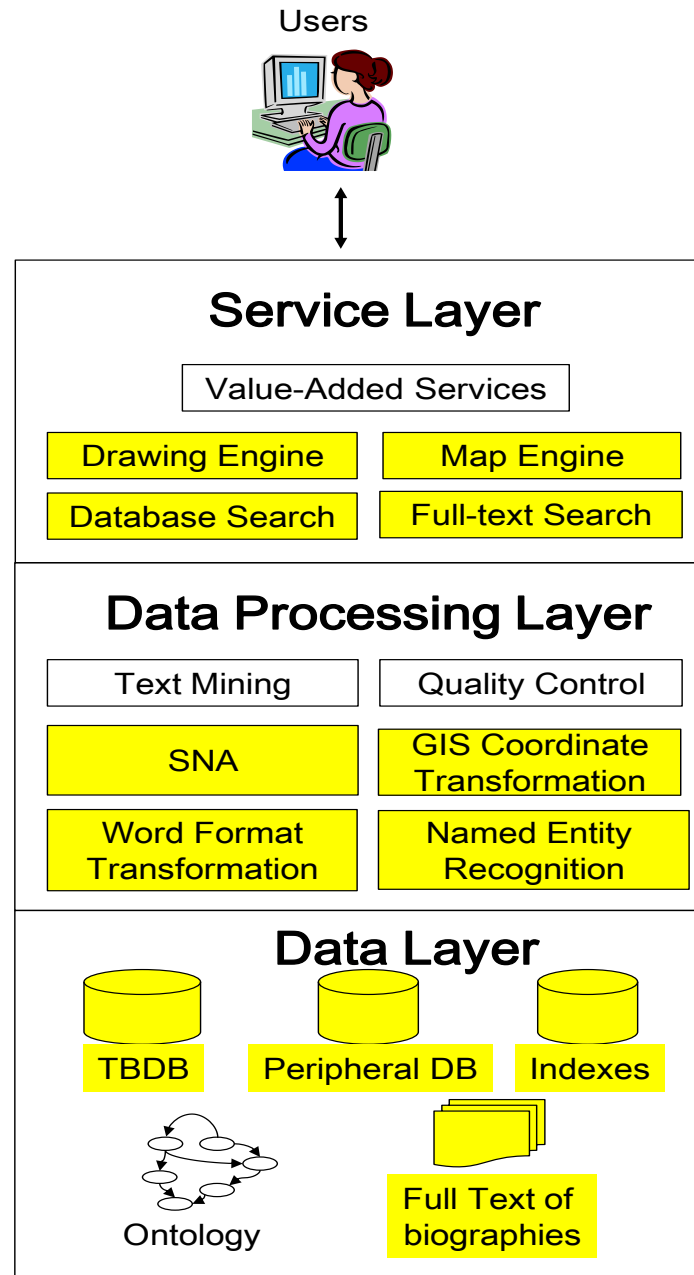 Users
Service Layer
Value-Added Services
Drawing Engine
Map Engine
Database Search
Full-text Search
Data Processing Layer
Text Mining
Quality Control
SNA
GIS Coordinate
Transformation
Word Format
Transformation
Named Entity
Recognition
Data Layer
TBDB
Peripheral DB
Indexes
Ontology
Full Text of
biographies